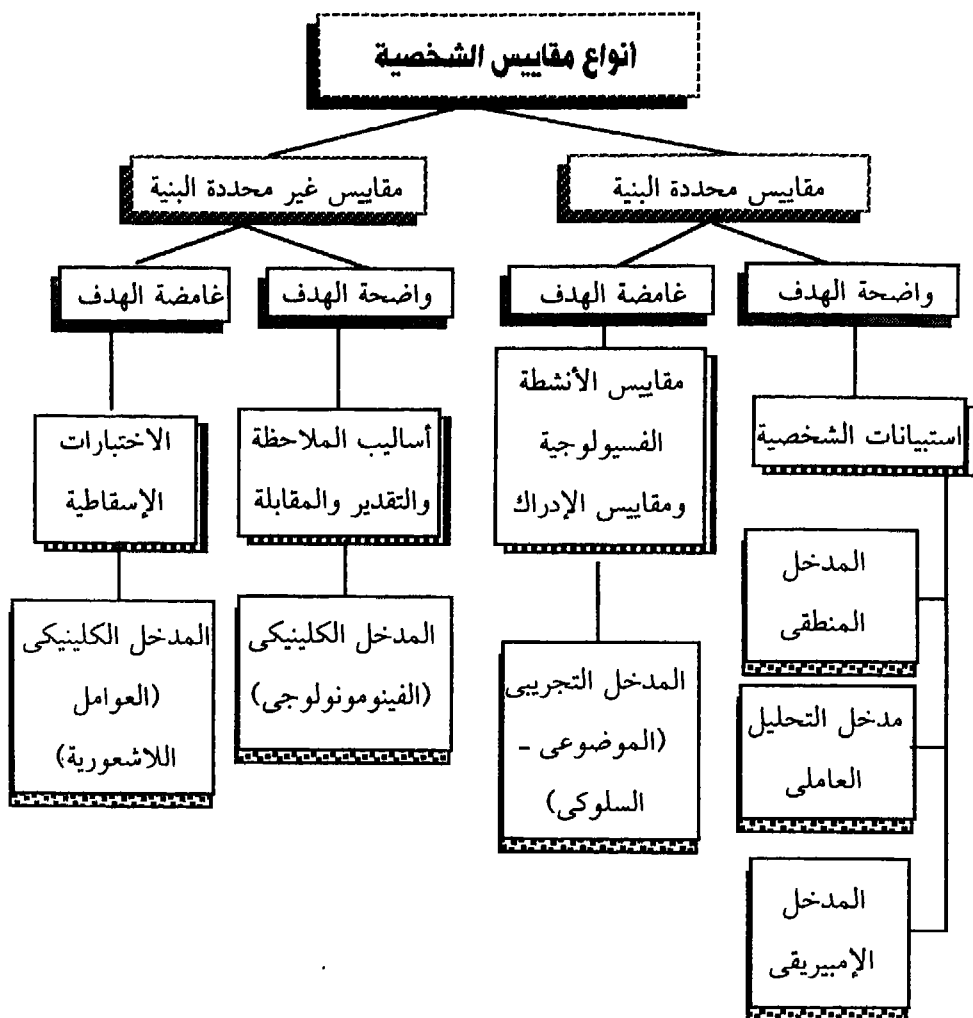 أنواع مقاييس الشخصية
مقاييس محددة البنية
مقاييس غير محددة البنية
واضحة الهدف
غامضة الهدف
واضحة الهدف
غامضة الهدف
استبيانات الشخصية
مقاييس الأنشطة
الفسيولوجية
ومقاييس الإدراك
أساليب الملاحظة
والتقدير والمقابلة
الاختبارات
الإسقاطية
المدخل
المنطقى
مدخل التحليل
العاملى
المدخل
الإمبيريقى
المدخل التجريبى
(الموضوعى -
السلوكى)
المدخل الكلينيكى
(الفينومونولوجى)
المدخل الكلينيكى
(العوامل
اللاشعورية)